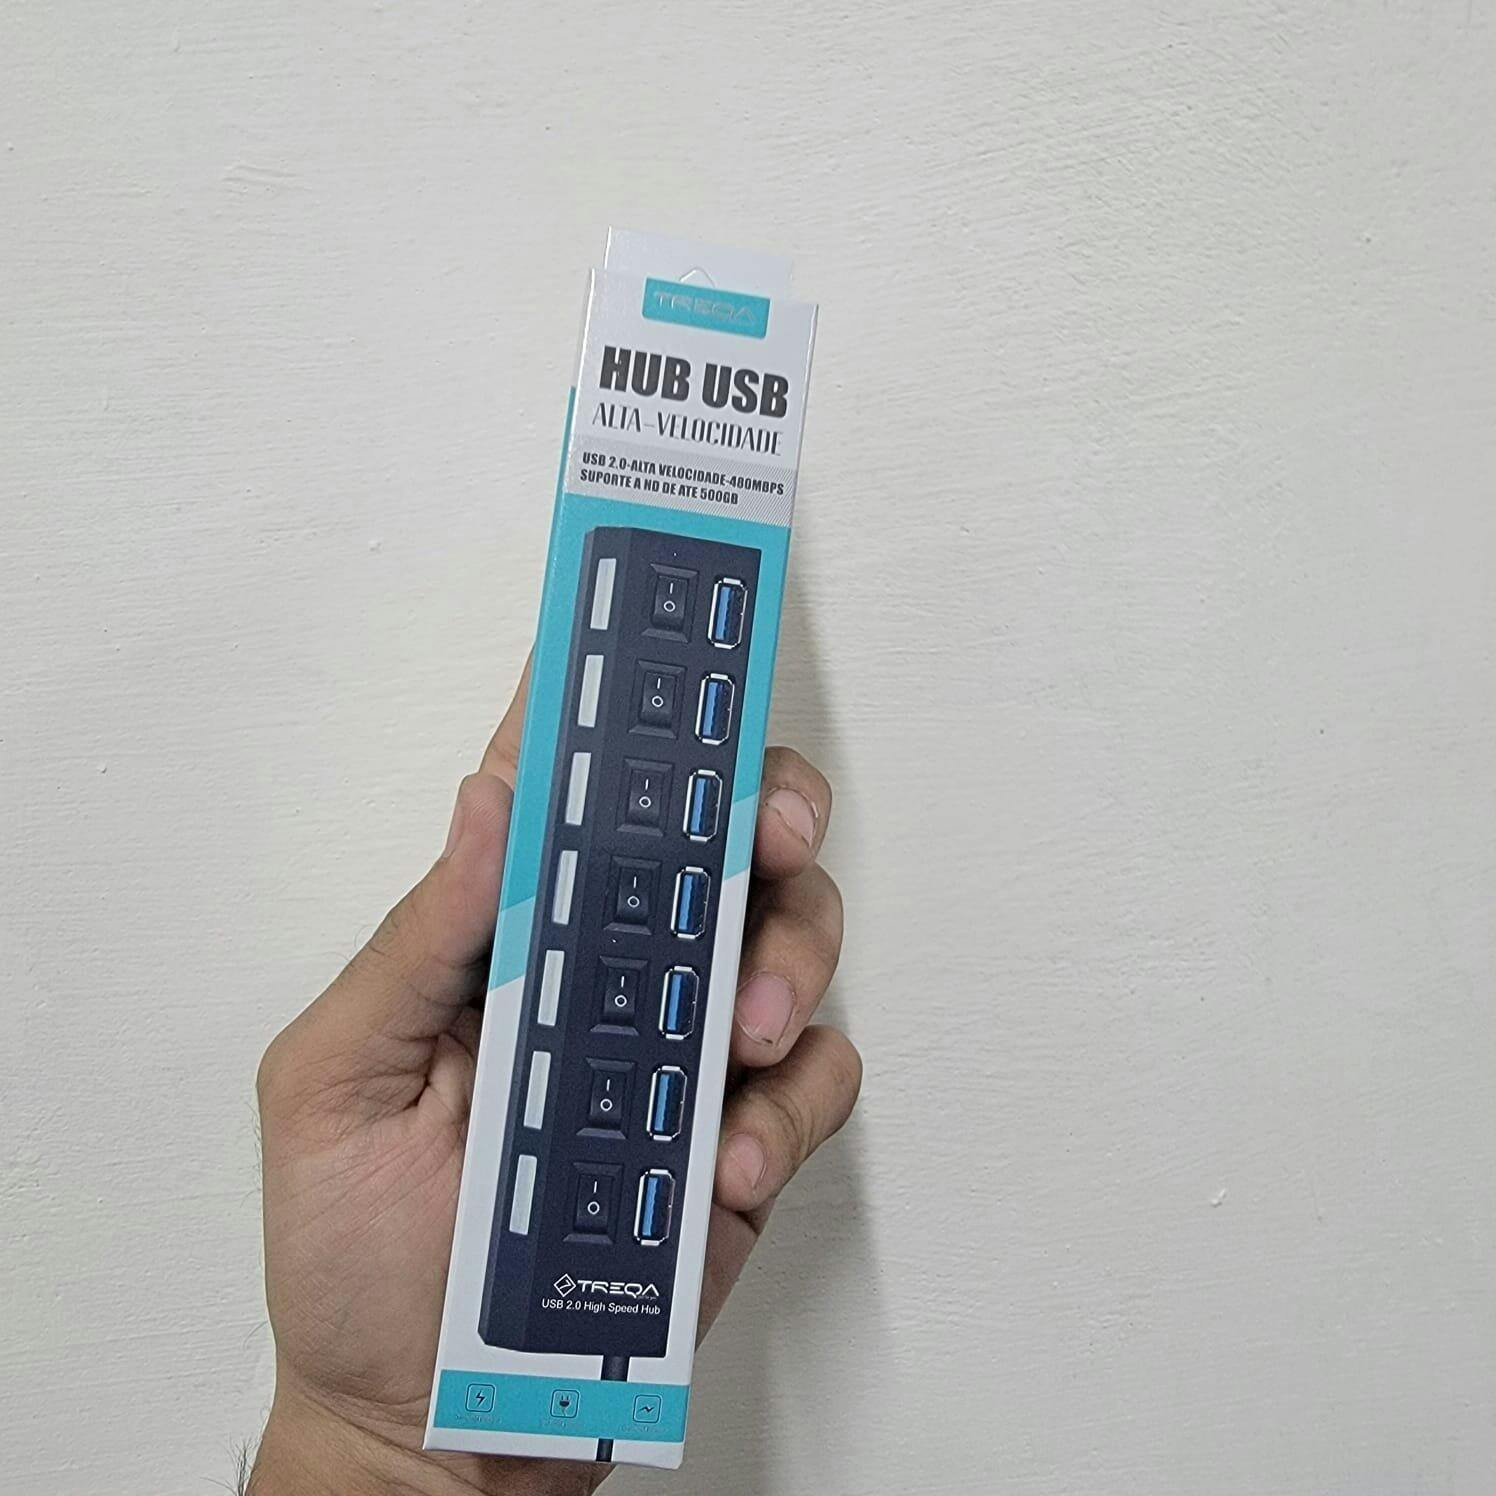 TREQA
HUB USB
ALTA-VELOCIDADE
USB 2.0-ALTA VELOCIDADE-480MBPS
SUPORTE A HD DE ATE 500GB
TREQA
USB 2.0 High Speed Hub